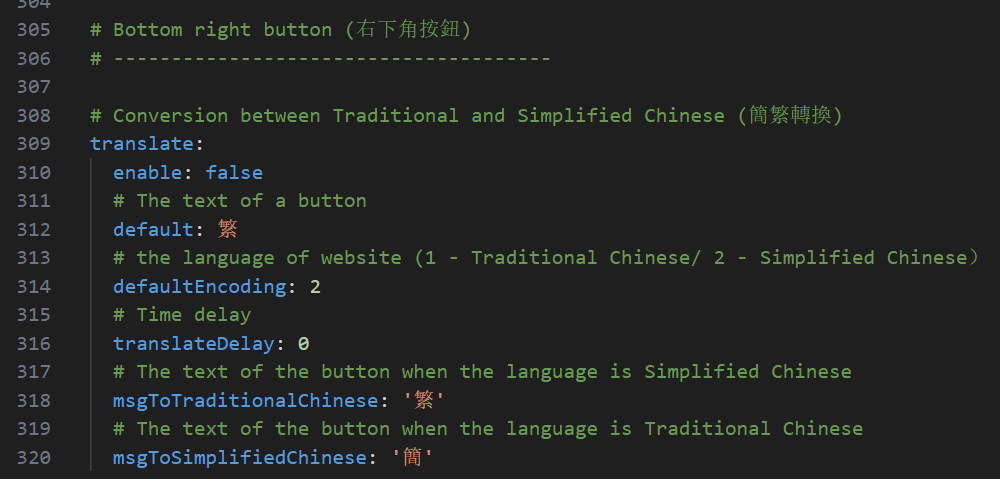 304
305 # Bottom right button (右下角按鈕)
306 # --------------------------------------
307
308 # Conversion between Traditional and Simplified Chinese (簡繁轉換)
309 translate:
310 enable: false
311 # The text of a button
312 default: 繁
313 # the language of website (1 - Traditional Chinese/ 2 - Simplified Chinese）
314 defaultEncoding: 2
315 # Time delay
316 translateDelay: 0
317 # The text of the button when the language is Simplified Chinese
318 msgToTraditionalChinese: '繁'
319 # The text of the button when the language is Traditional Chinese
320 msgToSimplifiedChinese: '簡'